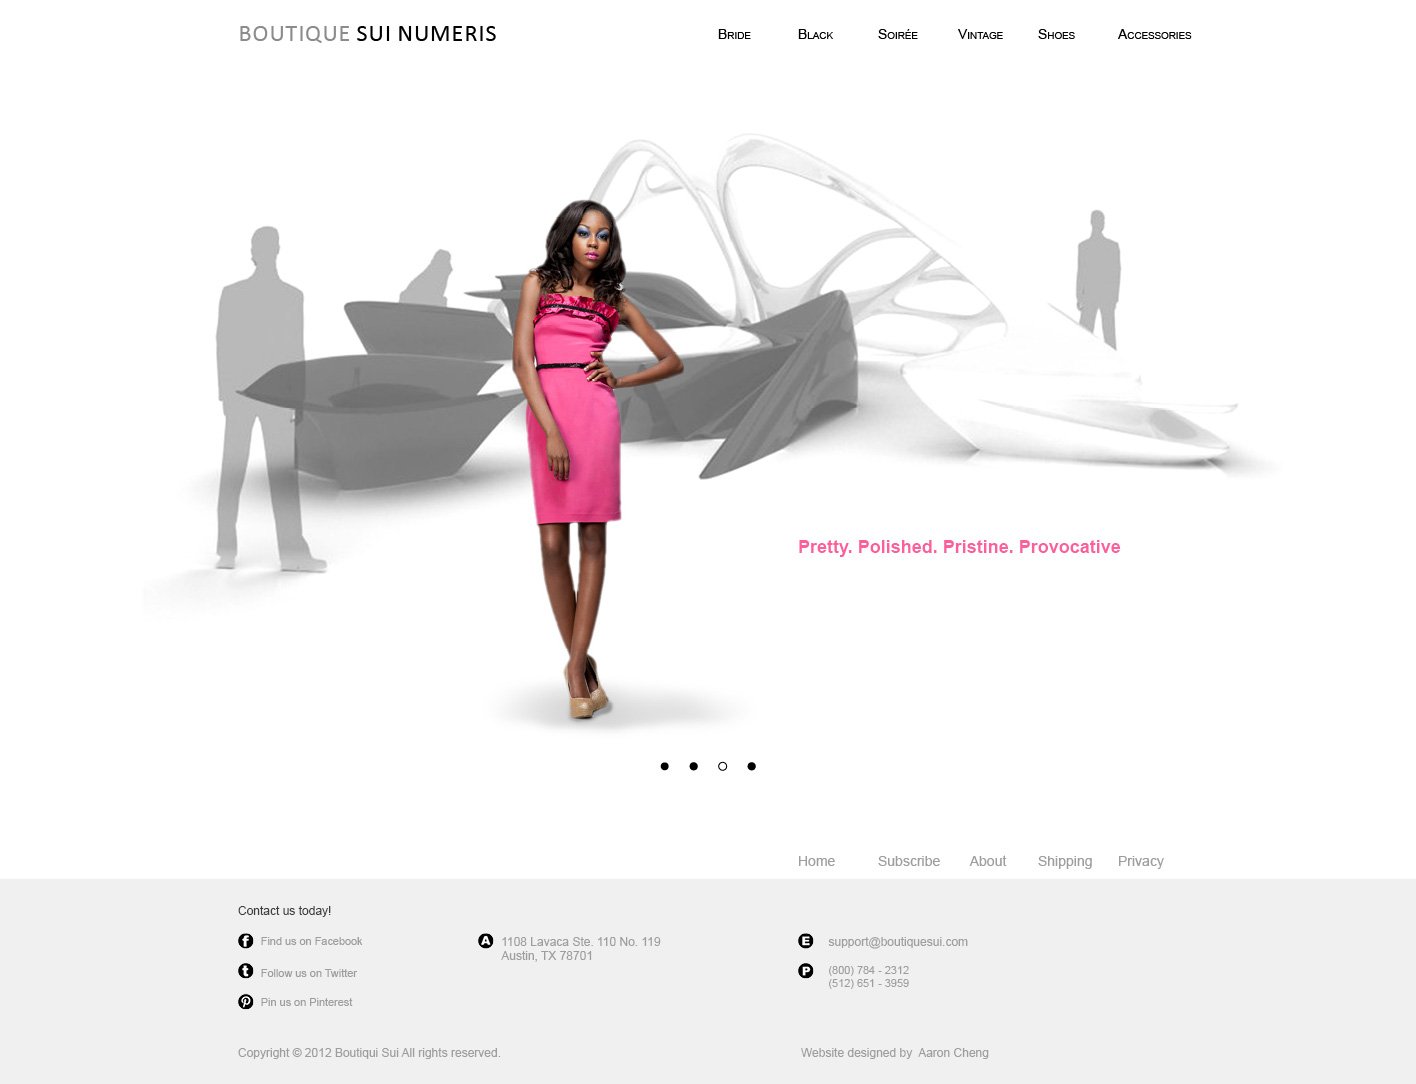 BOUTIQUE SUI NUMERIS
Bride Black Soirée Vintage Shoes Accessories
Pretty. Polished. Pristine. Provocative
Home Subscribe About Shipping Privacy
Contact us today!
f Find us on Facebook
t Follow us on Twitter
P Pin us on Pinterest
A 1108 Lavaca Ste. 110 No. 119
Austin, TX 78701
E support@boutiquesui.com
P (800) 784 - 2312
(512) 651 - 3959
Copyright © 2012 Boutiqui Sui All rights reserved.
Website designed by Aaron Cheng